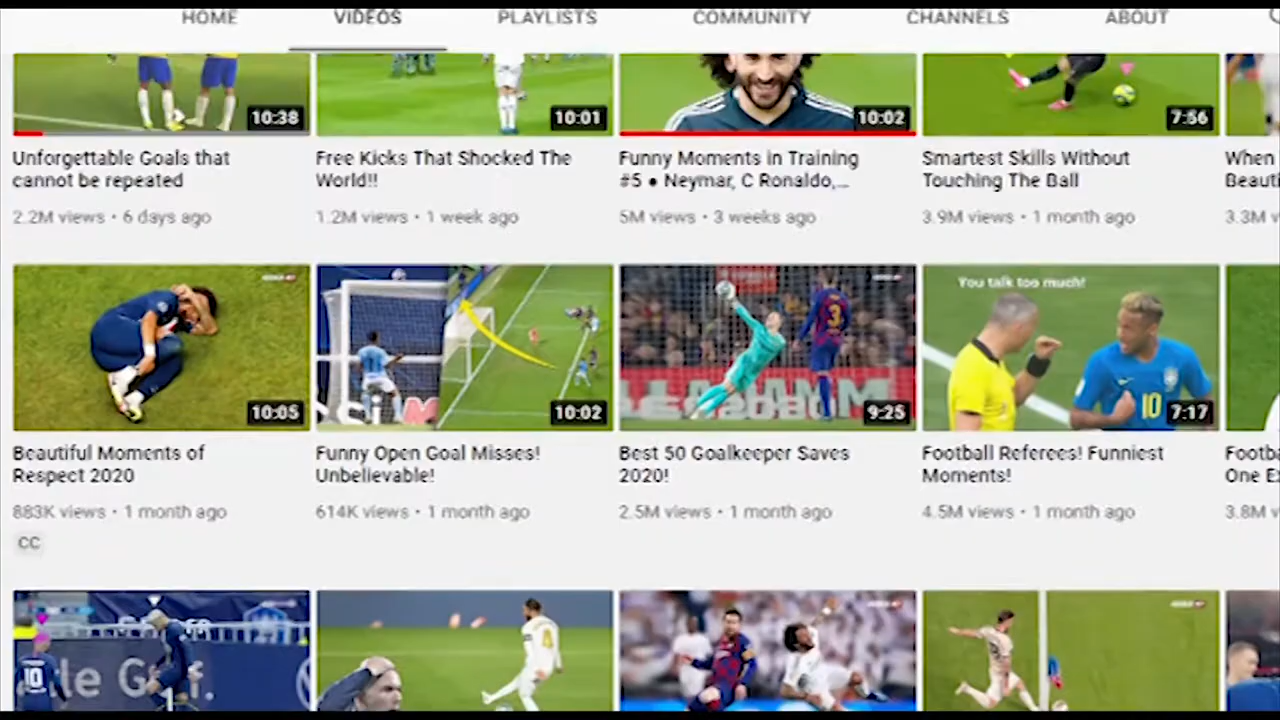 HOME VIDEOS PLAYLISTS COMMUNITY CHANNELS ABOUT
10:38 10:01 10:02 7:56
Unforgettable Goals that
cannot be repeated
2.2M views • 6 days ago
Free Kicks That Shocked The
World!!
1.2M views • 1 week ago
Funny Moments in Training
#5 ● Neymar, C Ronaldo,...
5M views • 3 weeks ago
Smartest Skills Without
Touching The Ball
3.9M views • 1 month ago
When
Beauti
3.3M v
10:05
Beautiful Moments of
Respect 2020
883K views • 1 month ago
CC
10:02
Funny Open Goal Misses!
Unbelievable!
614K views • 1 month ago
3
9:25
Best 50 Goalkeeper Saves
2020!
2.5M views • 1 month ago
You talk too much!
10
7:17
Football Referees! Funniest
Moments!
4.5M views • 1 month ago
Footba
One E
3.8M v
10
4